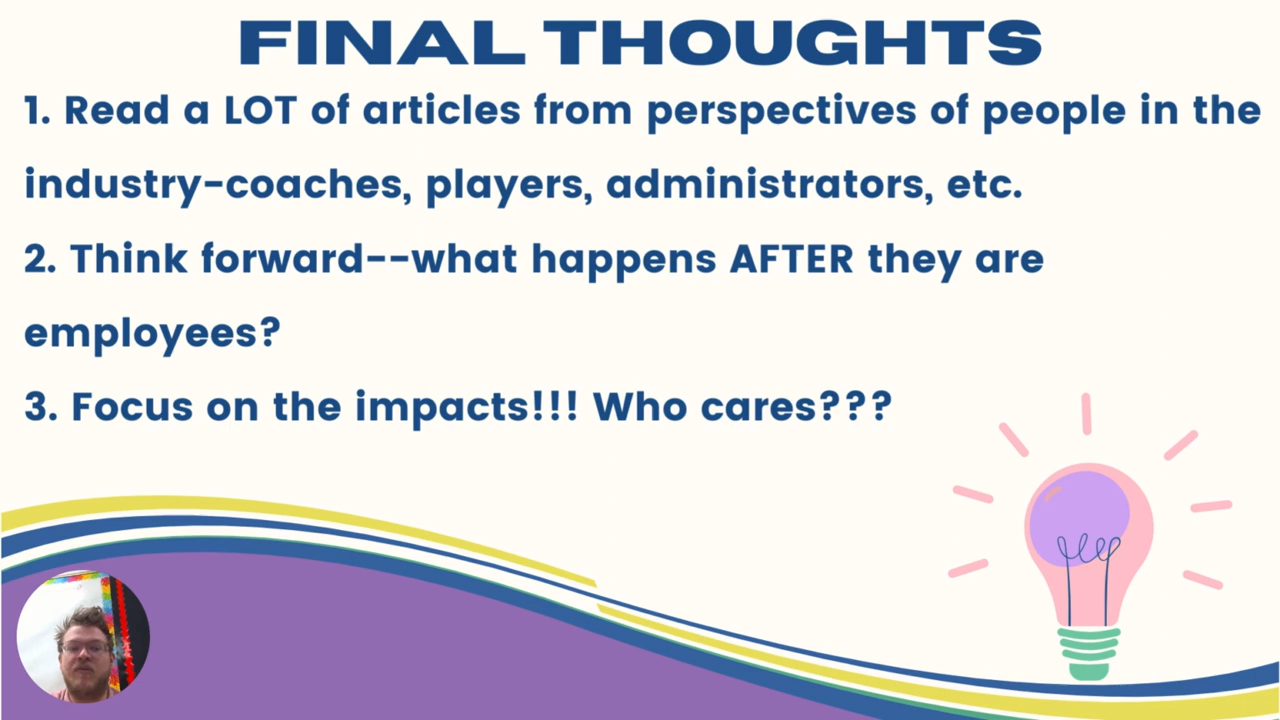 FINAL THOUGHTS
1. Read a LOT of articles from perspectives of people in the
industry-coaches, players, administrators, etc.
2. Think forward--what happens AFTER they are
employees?
3. Focus on the impacts!!! Who cares???